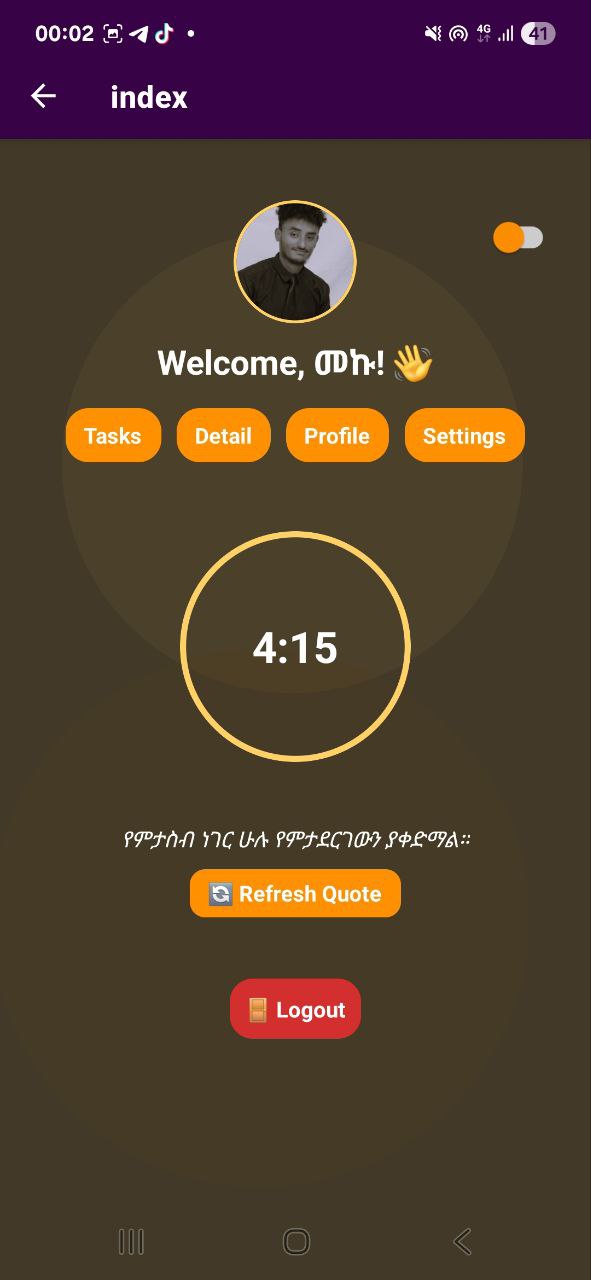 00:02
4G
41
index
Welcome, መኩ! 👋
Tasks
Detail
Profile
Settings
4:15
የምታስብ ነገር ሁሉ የምታደርገውን ያቀድማል።
🔄 Refresh Quote
🚪 Logout